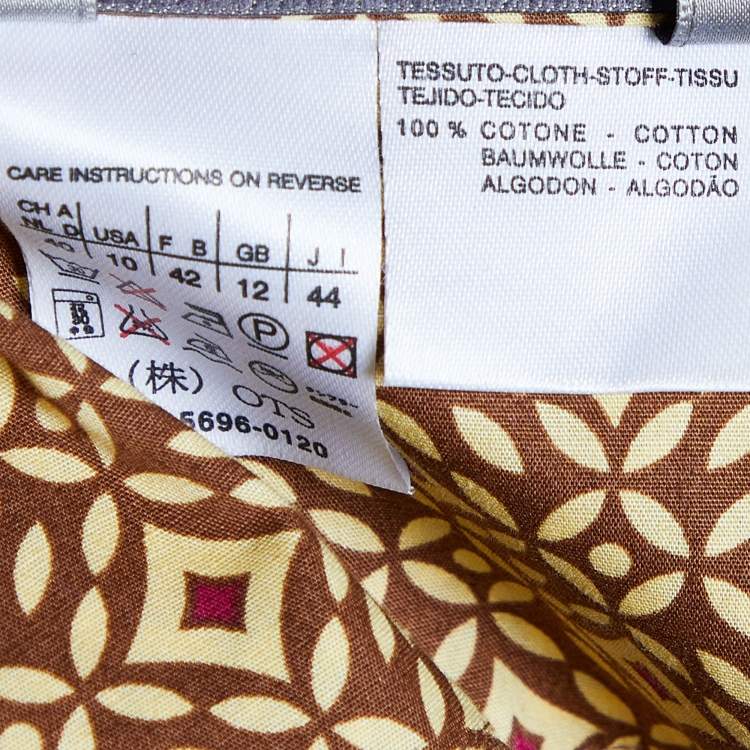 CARE INSTRUCTIONS ON REVERSE
CH A
NL D USA F B GB J I
40 10 42 12 44
P
(株) OTS
5696-0120
TESSUTO-CLOTH-STOFF-TISSU
TEJIDO-TECIDO
100 % COTONE - COTTON
BAUMWOLLE - COTON
ALGODON - ALGODÃO